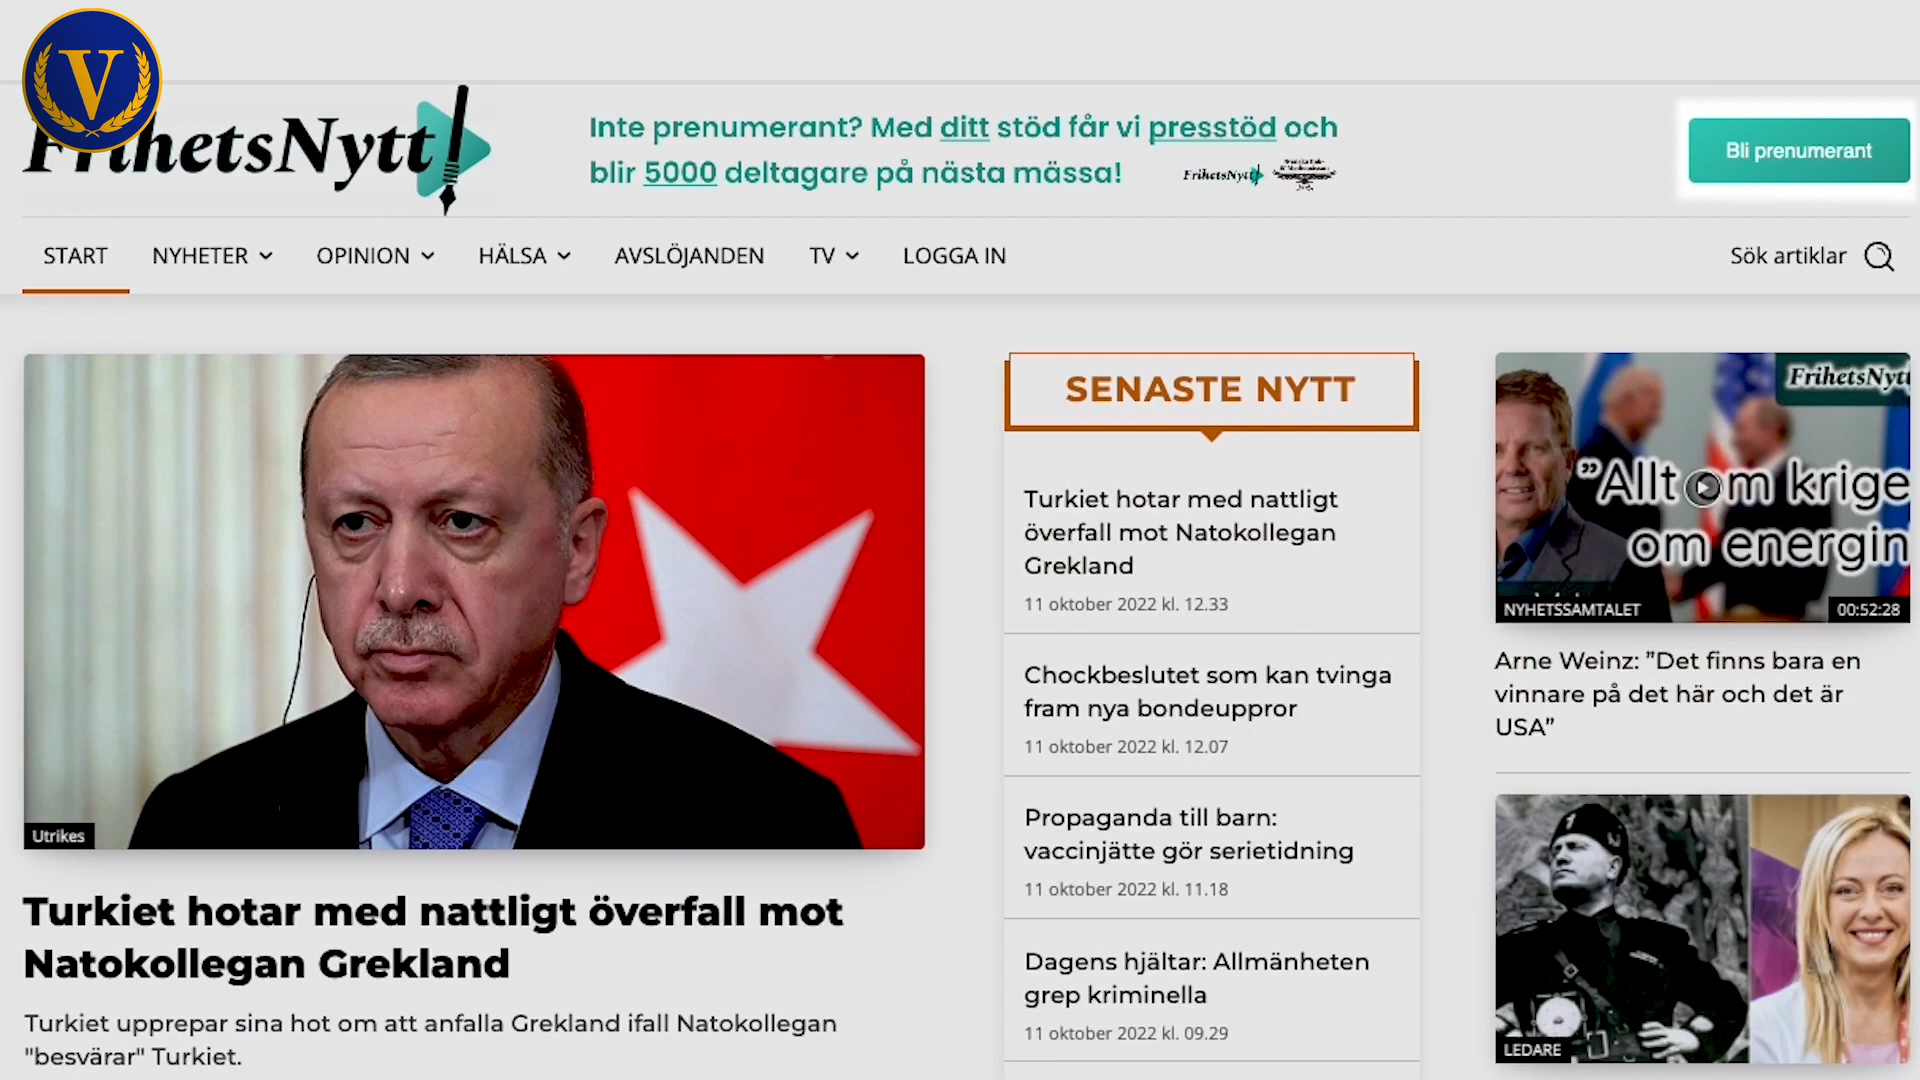 V
FrihetsNytt
Inte prenumerant? Med ditt stöd får vi presstöd och
blir 5000 deltagare på nästa mässa!
FrihetsNytt
Bli prenumerant
START
NYHETER
OPINION
HÄLSA
AVSLÖJANDEN
TV
LOGGA IN
Sök artiklar
Utrikes
Turkiet hotar med nattligt överfall mot
Natokollegan Grekland
Turkiet upprepar sina hot om att anfalla Grekland ifall Natokollegan
"besvärar" Turkiet.
SENASTE NYTT
Turkiet hotar med nattligt
överfall mot Natokollegan
Grekland
11 oktober 2022 kl. 12.33
Chockbeslutet som kan tvinga
fram nya bondeuppror
11 oktober 2022 kl. 12.07
Propaganda till barn:
vaccinjätte gör serietidning
11 oktober 2022 kl. 11.18
Dagens hjältar: Allmänheten
grep kriminella
11 oktober 2022 kl. 09.29
FrihetsNytt
”Allt om krige
om energin
NYHETSSAMTALET
00:52:28
Arne Weinz: ”Det finns bara en
vinnare på det här och det är
USA”
LEDARE